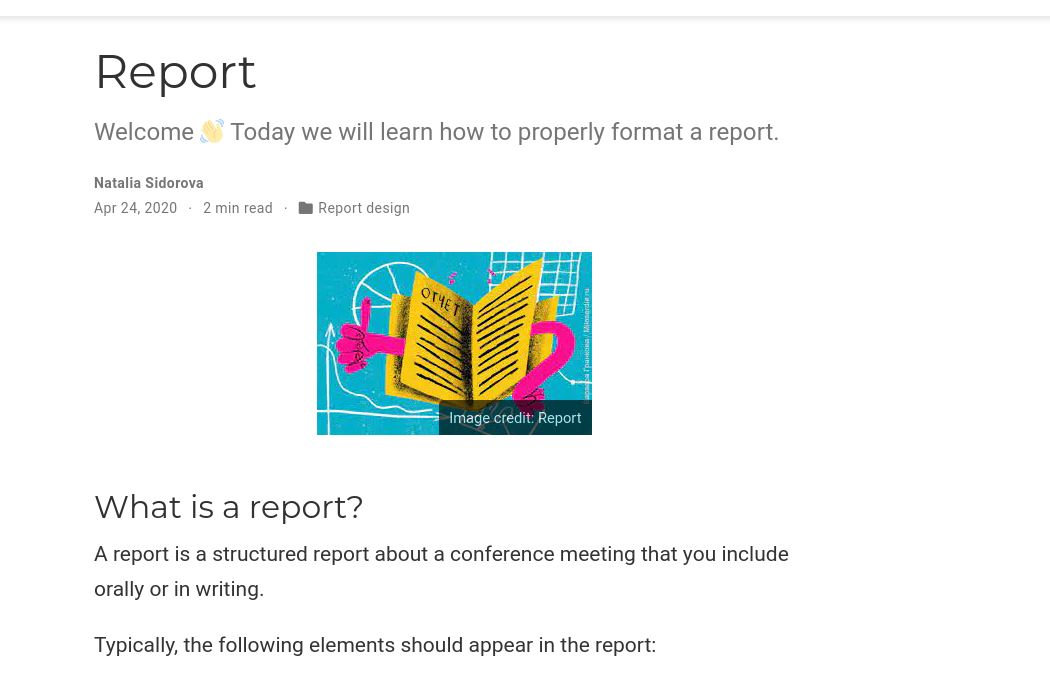 Report
Welcome 👋 Today we will learn how to properly format a report.
Natalia Sidorova
Apr 24, 2020 · 2 min read · Report design
ОТЧЕТ
Image credit: Report
What is a report?
A report is a structured report about a conference meeting that you include
orally or in writing.
Typically, the following elements should appear in the report: